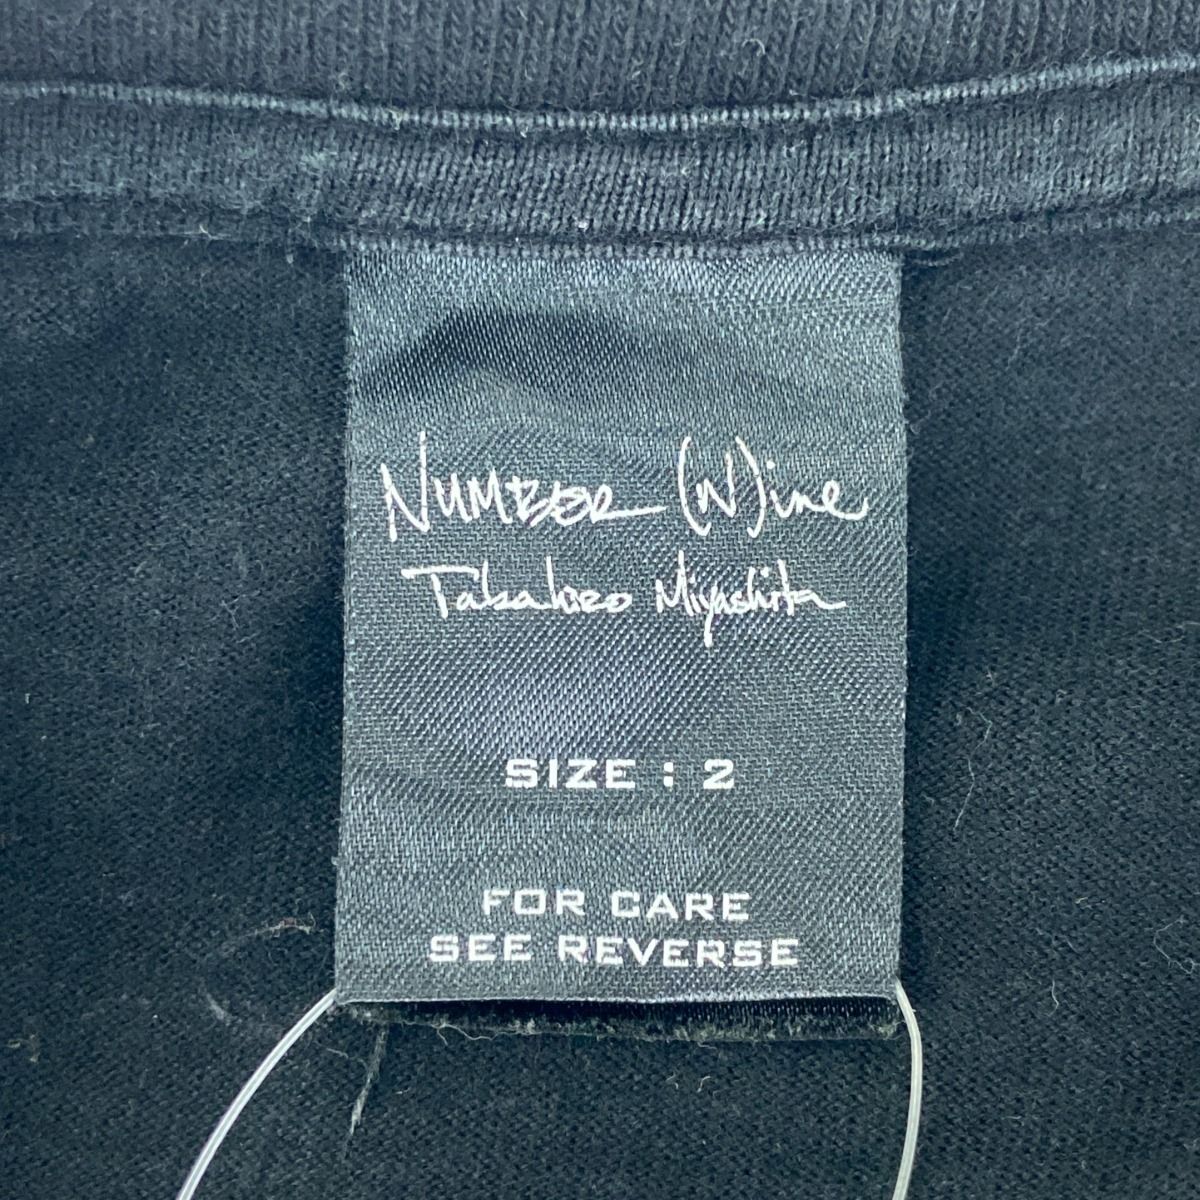 NUMBER (N)ine
Takahiro Miyashita
SIZE : 2
FOR CARE
SEE REVERSE